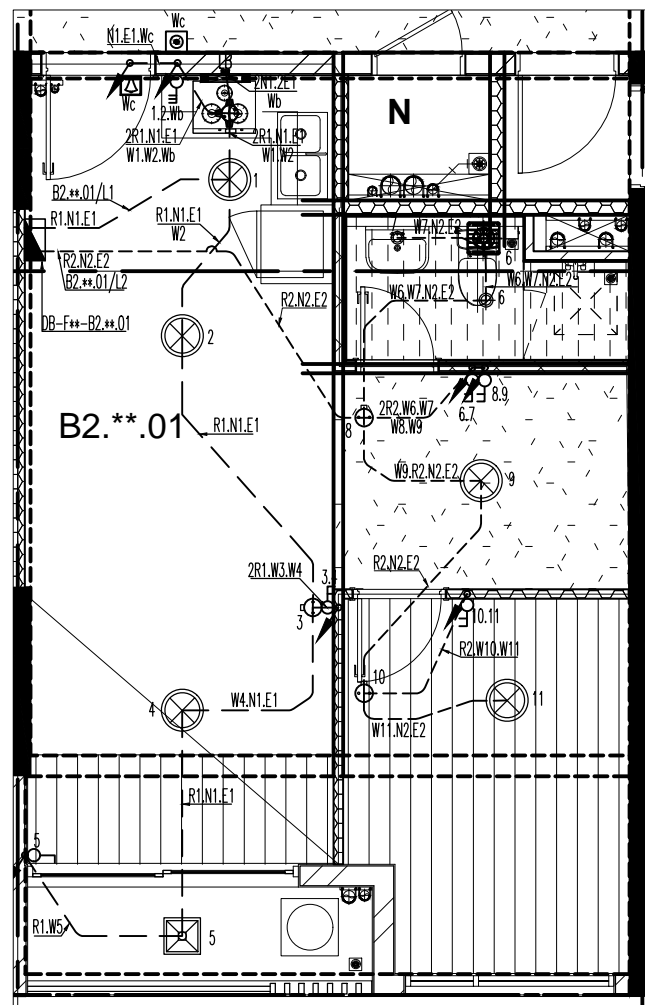 Wc
N1.E1.Wc
Wc
1.2.Wb
2N1.2E1
Wb
N
2R1.N1.E1
W1.W2.Wb
2R1.N1.E1
W1.W2
1
B2.**.01/L1
R1.N1.E1
R1.N1.E1
W2
W7.N2.E2
6
R2.N2.E2
B2.**.01/L2
W6.W7.N2.E2
W6.W7.N2.E2
6
R2.N2.E2
DB-F**-B2.**.01
2
8.9
6.7
B2.**.01
R1.N1.E1
8
2R2.W6.W7
W8.W9
W9.R2.N2.E2
9
R2.N2.E2
2R1.W3.W4
3
10.11
R2.W10.W11
10
4
W4.N1.E1
11
W11.N2.E2
R1.N1.E1
5
R1.W5
5